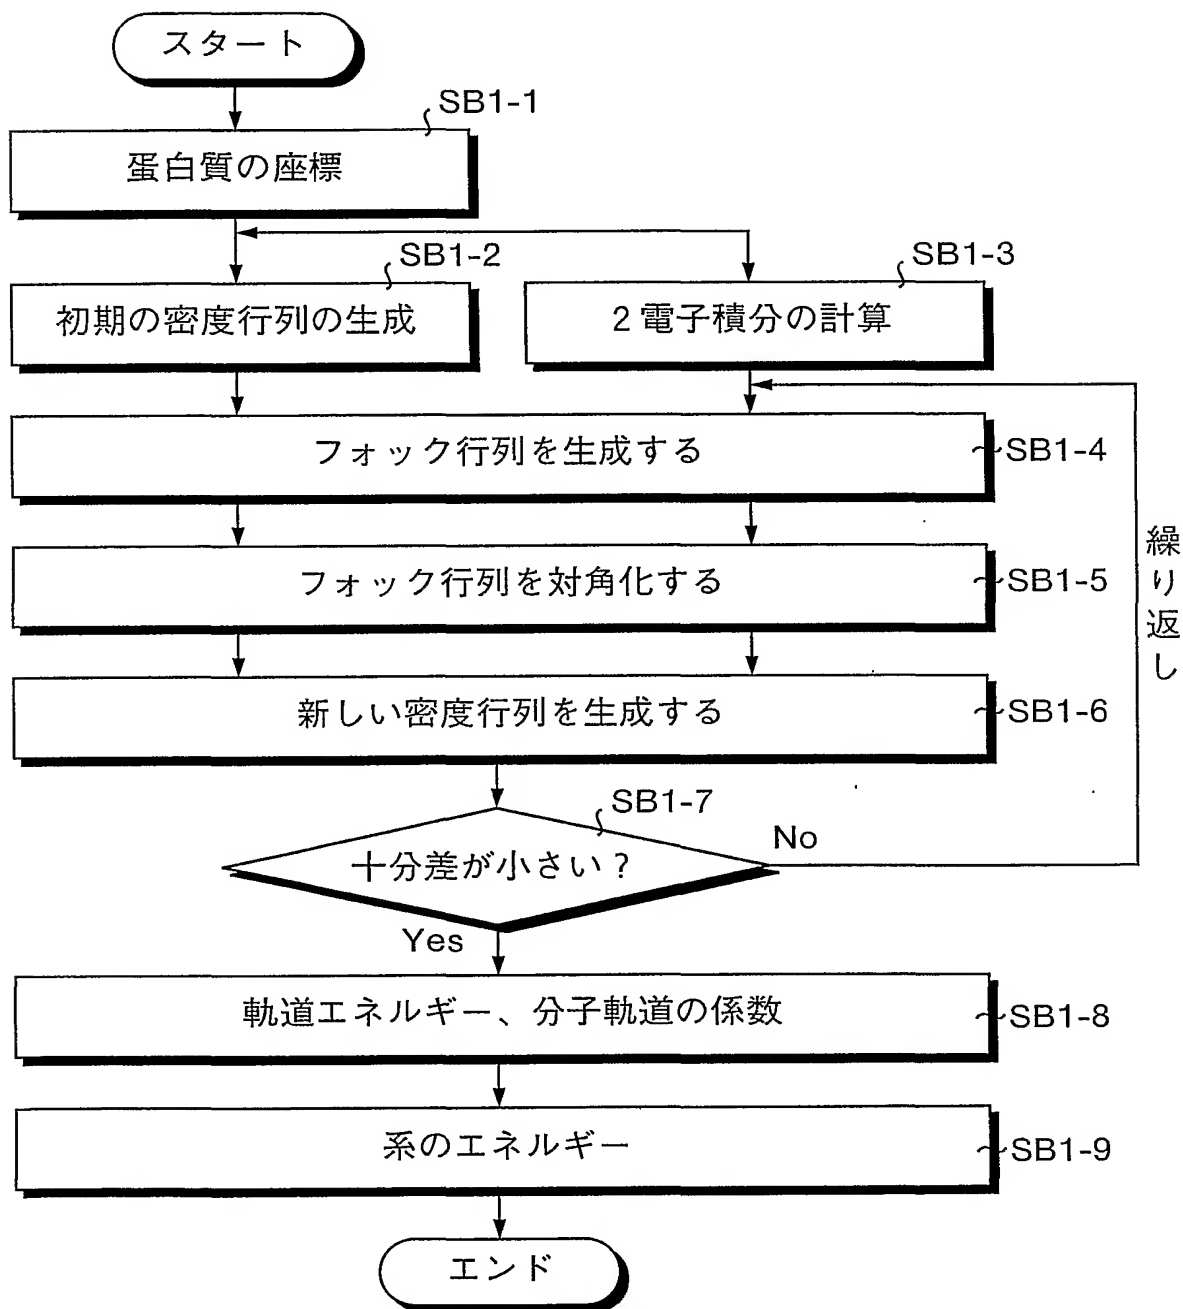 スタート
SB1-1
蛋白質の座標
SB1-2
SB1-3
初期の密度行列の生成
2電子積分の計算
フォック行列を生成する
SB1-4
フォック行列を対角化する
SB1-5
繰り返し
新しい密度行列を生成する
SB1-6
SB1-7
十分差が小さい?
No
Yes
軌道エネルギー、分子軌道の係数
SB1-8
系のエネルギー
SB1-9
エンド